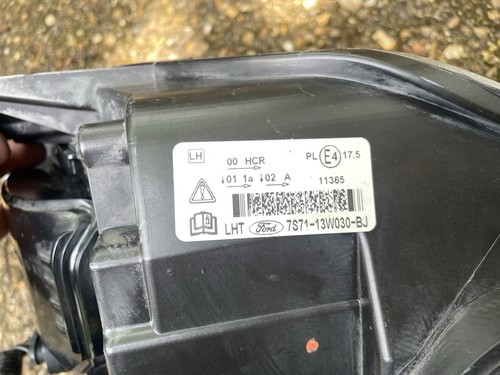 LH 00 HCR PL E4 17.5
01 1a 02 A 11365
LHT Ford 7S71-13W030-BJ